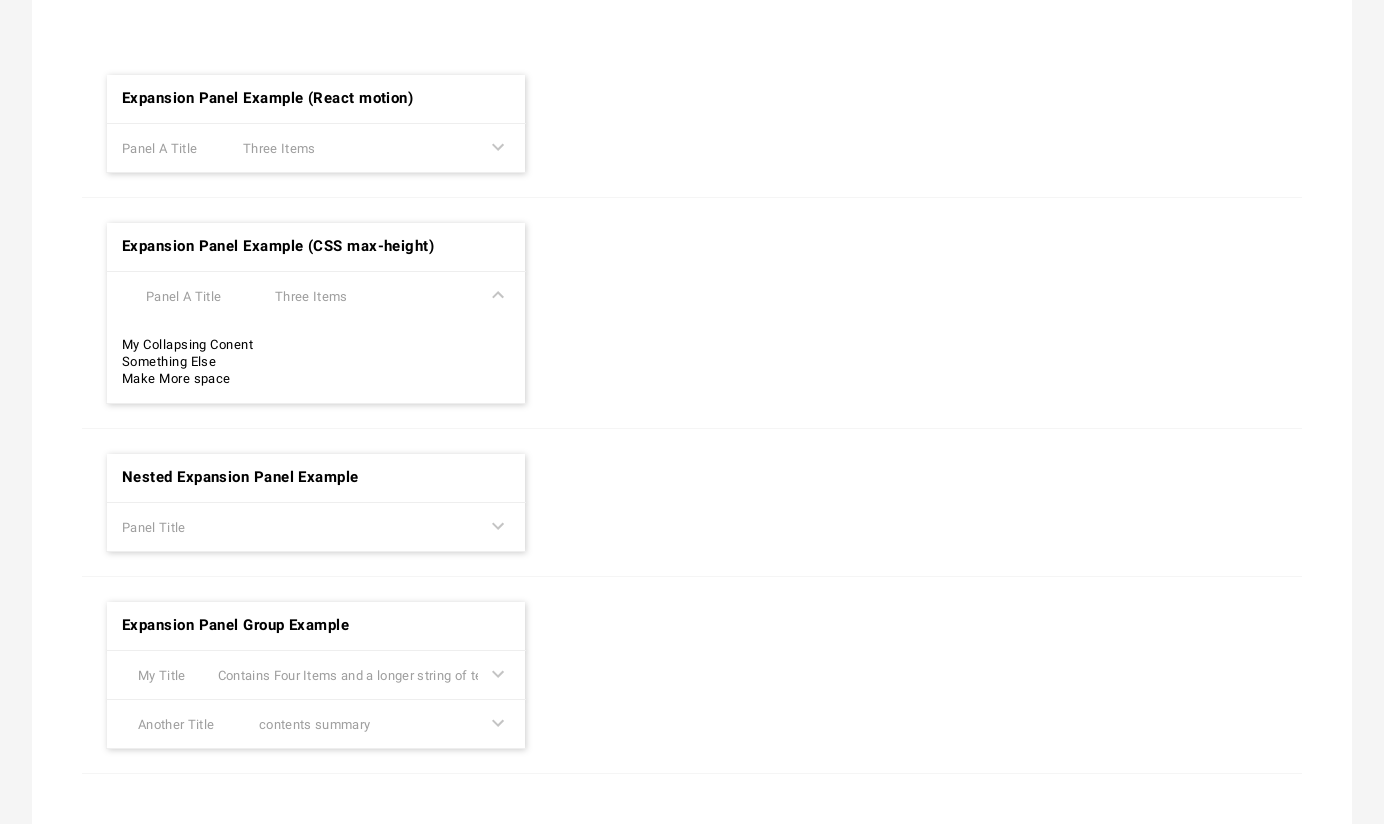 Expansion Panel Example (React motion)
Panel A Title Three Items
Expansion Panel Example (CSS max-height)
Panel A Title Three Items
My Collapsing Conent
Something Else
Make More space
Nested Expansion Panel Example
Panel Title
Expansion Panel Group Example
My Title Contains Four Items and a longer string of
Another Title contents summary